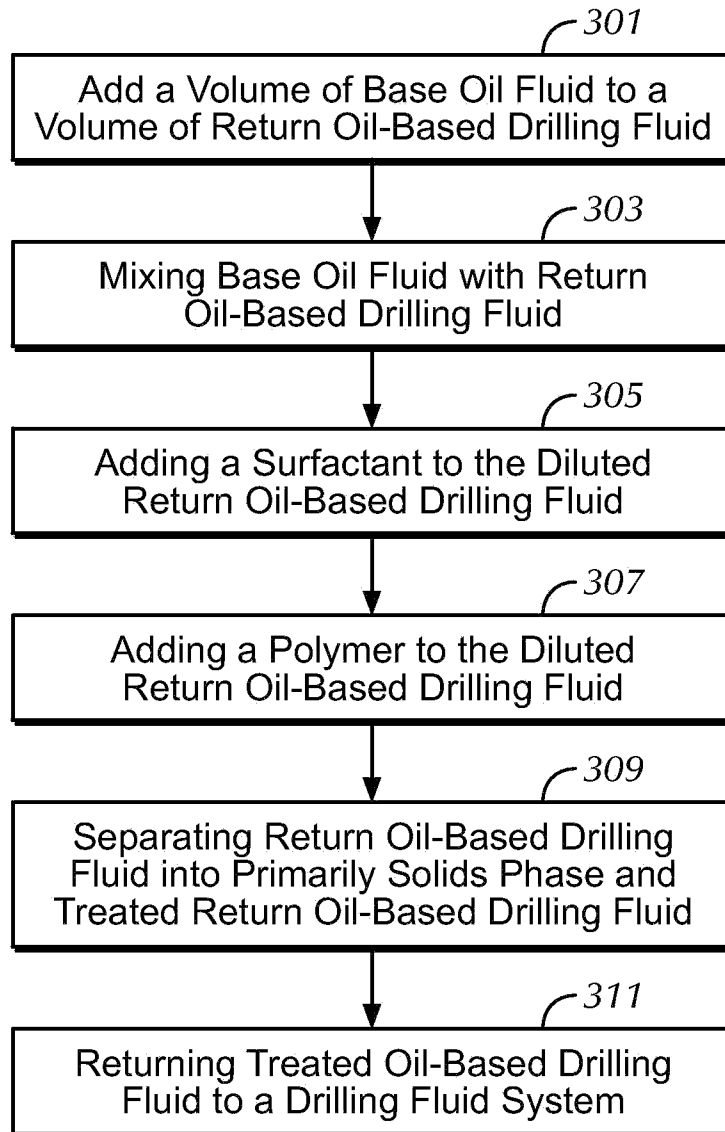 301
Add a Volume of Base Oil Fluid to a
Volume of Return Oil-Based Drilling Fluid
303
Mixing Base Oil Fluid with Return
Oil-Based Drilling Fluid
305
Adding a Surfactant to the Diluted
Return Oil-Based Drilling Fluid
307
Adding a Polymer to the Diluted
Return Oil-Based Drilling Fluid
309
Separating Return Oil-Based Drilling
Fluid into Primarily Solids Phase and
Treated Return Oil-Based Drilling Fluid
311
Returning Treated Oil-Based Drilling
Fluid to a Drilling Fluid System